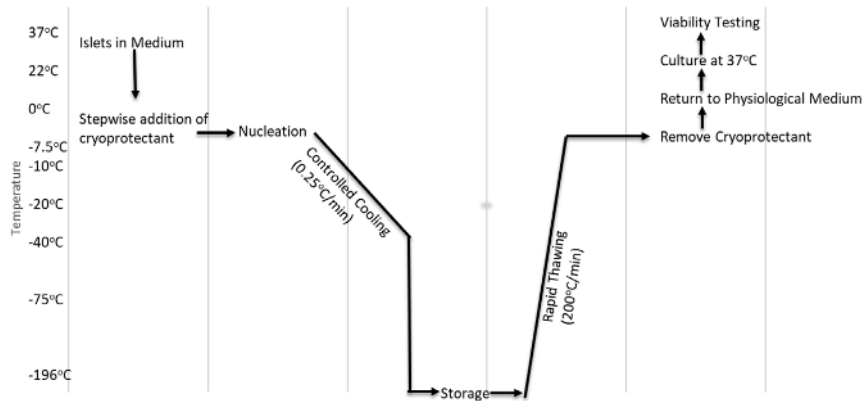 37°C
22°C
0°C
-7.5°C
-10°C
-20°C
-40°C
-75°C
-196°C
Temperature
Islets in Medium
Stepwise addition of
cryoprotectant
Nucleation
Controlled Cooling
(0.25°C/min)
Storage
Rapid Thawing
(200°C/min)
Viability Testing
Culture at 37°C
Return to Physiological Medium
Remove Cryoprotectant